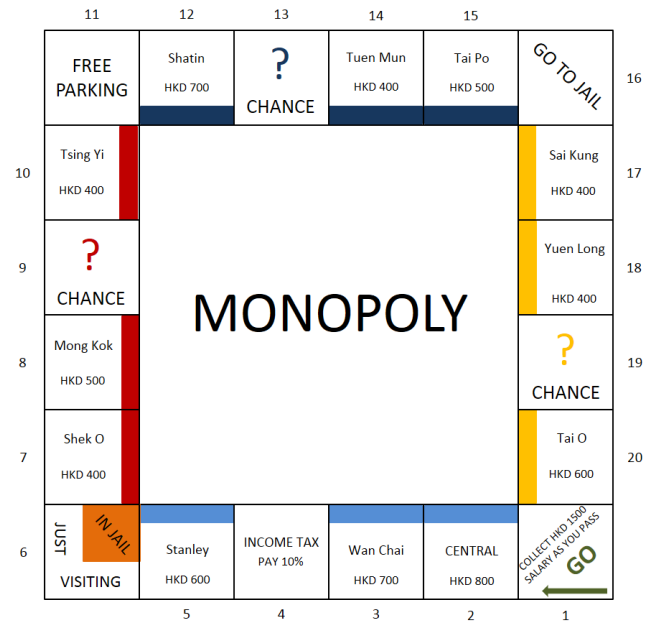 11
12
13
14
15
FREE
PARKING
Shatin
HKD 700
?
CHANCE
Tuen Mun
HKD 400
Tai Po
HKD 500
GO TO JAIL
16
10
Tsing Yi
HKD 400
Sai Kung
HKD 400
17
9
?
CHANCE
Yuen Long
HKD 400
18
MONOPOLY
8
Mong Kok
HKD 500
?
CHANCE
19
7
Shek O
HKD 400
Tai O
HKD 600
20
6
JUST
VISITING
IN JAIL
Stanley
HKD 600
INCOME TAX
PAY 10%
Wan Chai
HKD 700
CENTRAL
HKD 800
COLLECT HKD 1500
SALARY AS YOU PASS
GO
5
4
3
2
1